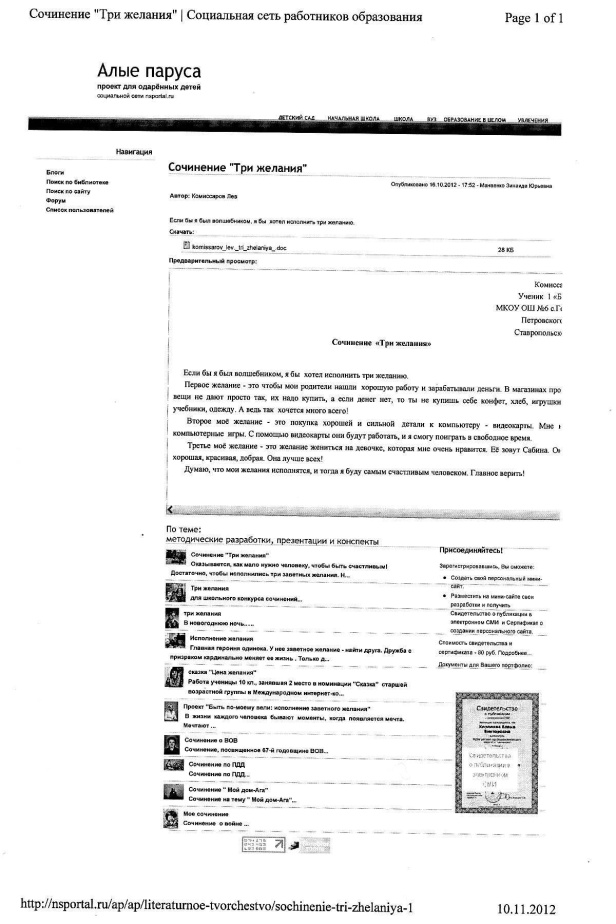 Сочинение "Три желания" | Социальная сеть работников образования
Page 1 of 1
Алые паруса
проект для одарённых детей
социальной сети nsportal.ru
ДЕТСКИЙ САД НАЧАЛЬНАЯ ШКОЛА ШКОЛА ВУЗ ОБРАЗОВАНИЕ В ЦЕЛОМ УВЛЕЧЕНИЯ
Навигация
Блоги
Поиск по библиотеке
Поиск по сайту
Форум
Список пользователей
Сочинение "Три желания"
Опубликовано 16.10.2012 - 17:52 - Маненко Зинаида Юрьевна
Автор: Комиссаров Лев
Если бы я был волшебником, я бы хотел исполнить три желанию.
Скачать:
komissarov_lev._tri_zhelaniya_.doc 28 КБ
Предварительный просмотр:
Комисса
Ученик 1 «Б
МКОУ ОШ №6 с.Го
Петровского
Ставропольско
Сочинение «Три желания»
Если бы я был волшебником, я бы хотел исполнить три желанию.
Первое желание - это чтобы мои родители нашли хорошую работу и зарабатывали деньги. В магазинах про
вещи не дают просто так, их надо купить, а если денег нет, то ты не купишь себе конфет, хлеб, игрушки
учебники, одежду. А ведь так хочется много всего!
Второе моё желание - это покупка хорошей и сильной детали к компьютеру - видеокарты. Мне
компьютерные игры. С помощью видеокарты они будут работать, и я смогу поиграть в свободное время.
Третье моё желание - это желание жениться на девочке, которая мне очень нравится. Её зовут Сабина. Он
хорошая, красивая, добрая. Она лучше всех!
Думаю, что мои желания исполнятся, и тогда я буду самым счастливым человеком. Главное верить!
По теме:
методические разработки, презентации и конспекты
Сочинение "Три желания"
Оказывается, как мало нужно человеку, чтобы быть счастливым!
Достаточно, чтобы исполнились три заветных желания. Н...
Три желания
для школьного конкурса сочинений...
три желания
В новогоднюю ночь.....
Исполнение желания
Главная героиня одинока. У нее заветное желание - найти друга. Дружба с
призраком кардинально меняет ее жизнь . Только д...
сказка "Цена желания"
Работа ученицы 10 кл., занявшая 2 место в номинации "Сказка" старшей
возрастной группы в Международном интернет-ко...
Проект "Быть по-моему вели: исполнение заветного желания"
В жизни каждого человека бывают моменты, когда появляется мечта.
Мечтают ...
Сочинение о ВОВ
Сочинение, посвященное 67-й годовщине ВОВ...
Сочинение по ПДД
Сочинение по ПДД...
Сочинение " Мой дом-Ага"
Сочинение на тему " Мой дом-Ага"...
Мое сочинение
Сочинение о войне ...
Присоединяйтесь!
Зарегистрировавшись, Вы сможете:
Создать свой персональный мини-
сайт.
Разместить на мини-сайте свои
разработки и получить
Свидетельство о публикации в
электронном СМИ и Сертификат о
создании персонального сайта.
Стоимость свидетельства и
сертификата - 80 руб. Подробнее...
Документы для Вашего портфолио:
Свидетельство
о публикации
Свидетельство
о публикации в
электронном
СМИ
http://nsportal.ru/ap/ap/literaturnoe-tvorchestvo/sochinenie-tri-zhelaniya-1
10.11.2012